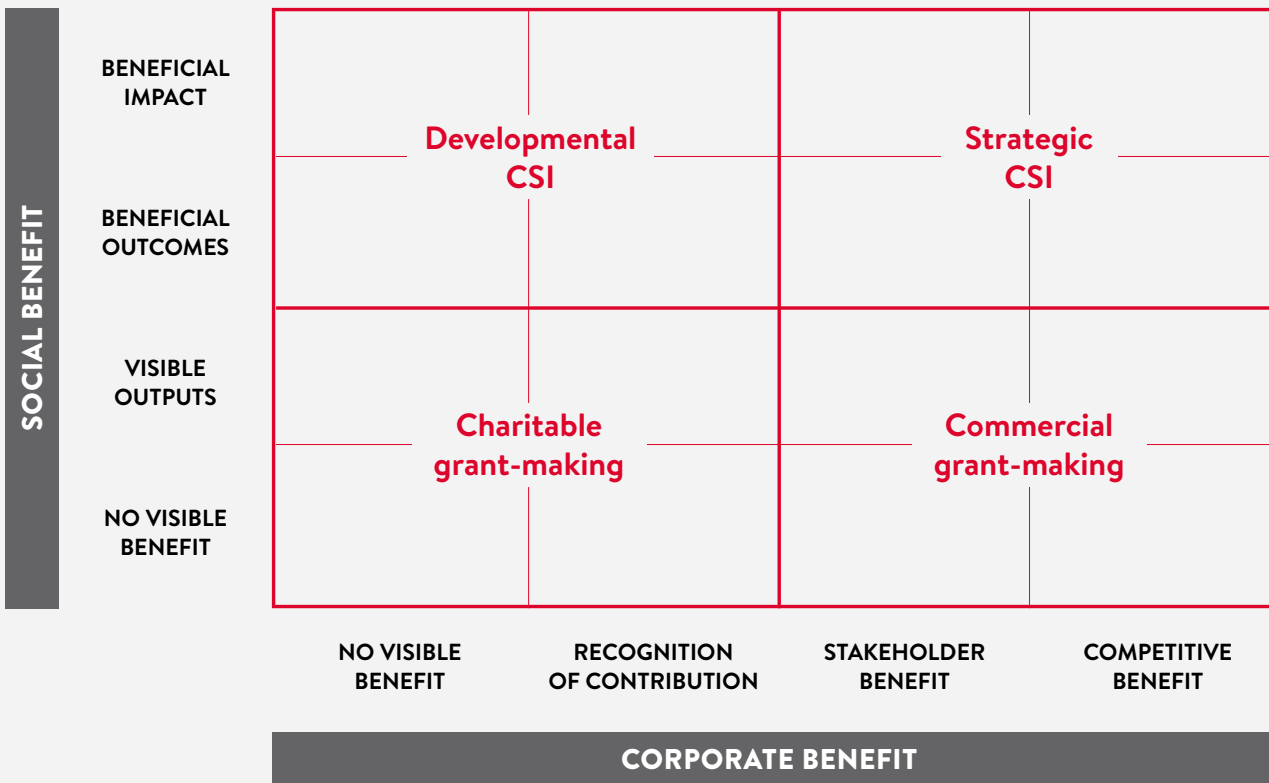 SOCIAL BENEFIT
BENEFICIAL
IMPACT
BENEFICIAL
OUTCOMES
VISIBLE
OUTPUTS
NO VISIBLE
BENEFIT
Developmental
CSI
Strategic
CSI
Charitable
grant-making
Commercial
grant-making
NO VISIBLE
BENEFIT
RECOGNITION
OF CONTRIBUTION
STAKEHOLDER
BENEFIT
COMPETITIVE
BENEFIT
CORPORATE BENEFIT